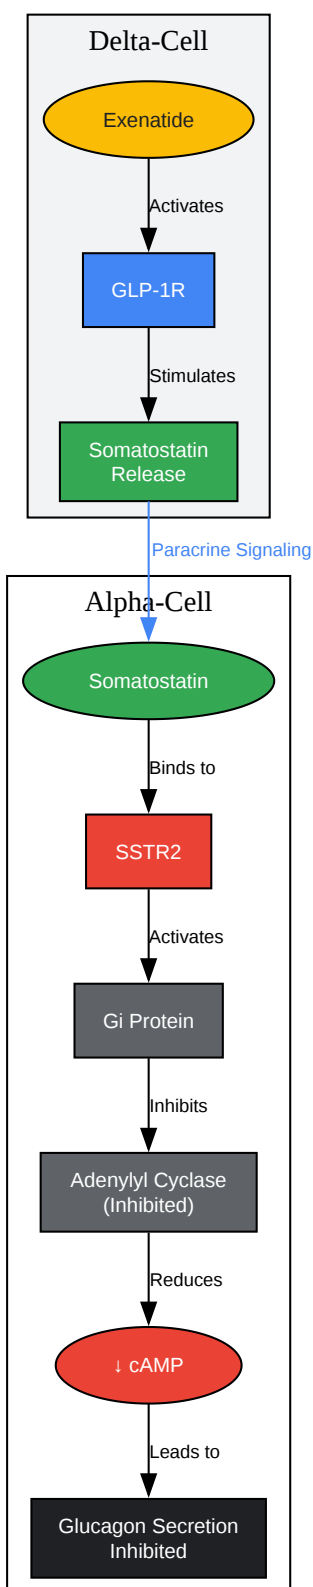 Delta-Cell
Exenatide
Activates
GLP-1R
Stimulates
Somatostatin
Release
Paracrine Signaling
Alpha-Cell
Somatostatin
Binds to
SSTR2
Activates
Gi Protein
Inhibits
Adenylyl Cyclase
(Inhibited)
Reduces
↓ cAMP
Leads to
Glucagon Secretion
Inhibited